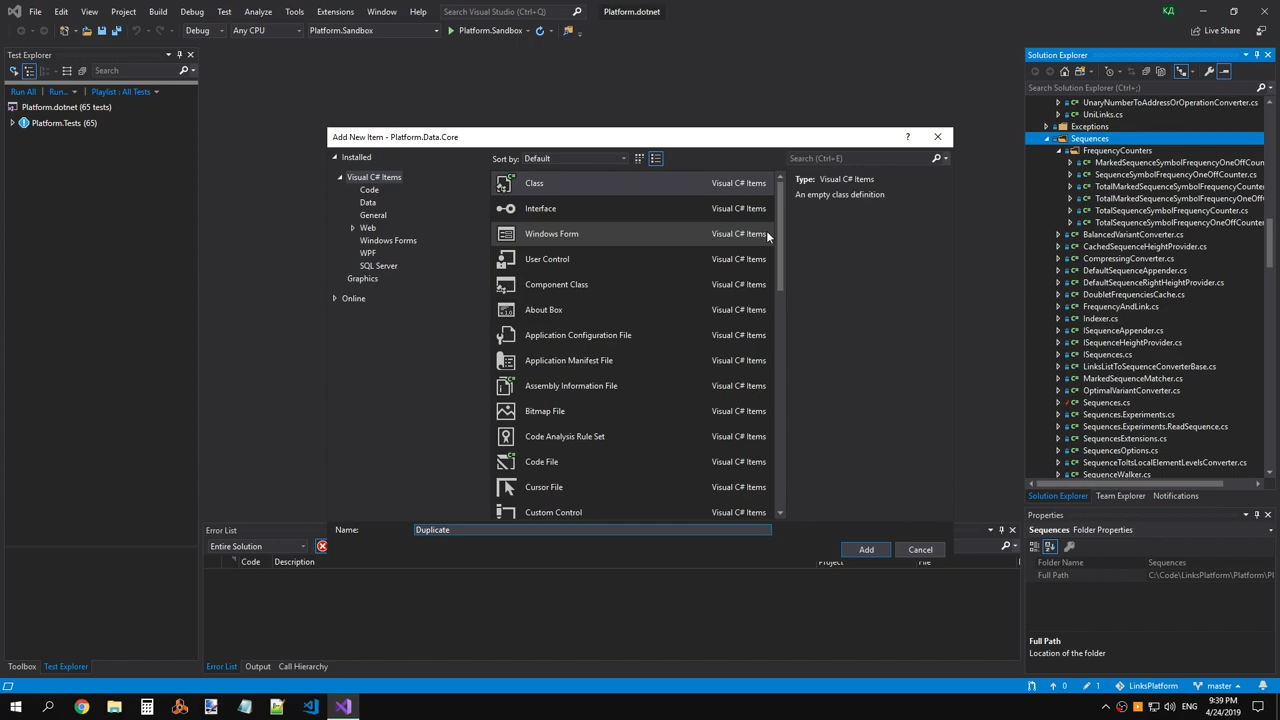 File Edit View Project Build Debug Test Analyze Tools Extensions Window Help Search Visual Studio (Ctrl+Q) Platform.dotnet КД
Debug Any CPU Platform.Sandbox Platform.Sandbox Live Share
Test Explorer
Search
Run All Run... Playlist : All Tests
Platform.dotnet (65 tests)
Platform.Tests (65)
Add New Item - Platform.Data.Core
Installed
Visual C# Items
Code
Data
General
Web
Windows Forms
WPF
SQL Server
Graphics
Online
Sort by: Default
Search (Ctrl+E)
Class Visual C# Items
Interface Visual C# Items
Windows Form Visual C# Items
User Control Visual C# Items
Component Class Visual C# Items
About Box Visual C# Items
Application Configuration File Visual C# Items
Application Manifest File Visual C# Items
Assembly Information File Visual C# Items
Bitmap File Visual C# Items
Code Analysis Rule Set Visual C# Items
Code File Visual C# Items
Cursor File Visual C# Items
Custom Control Visual C# Items
Type: Visual C# Items
An empty class definition
Name: Duplicate
Add Cancel
Error List
Entire Solution
Code Description Project File
Error List Output Call Hierarchy
Toolbox Test Explorer
Solution Explorer
Search Solution Explorer (Ctrl+;)
UnaryNumberToAddressOrOperationConverter.cs
UniLinks.cs
Exceptions
Sequences
FrequencyCounters
MarkedSequenceSymbolFrequencyOneOffCoun
SequenceSymbolFrequencyOneOffCounter.cs
TotalMarkedSequenceSymbolFrequencyCounter
TotalMarkedSequenceSymbolFrequencyOneOff
TotalSequenceSymbolFrequencyCounter.cs
TotalSequenceSymbolFrequencyOneOffCounter
BalancedVariantConverter.cs
CachedSequenceHeightProvider.cs
CompressingConverter.cs
DefaultSequenceAppender.cs
DefaultSequenceRightHeightProvider.cs
DoubletFrequenciesCache.cs
FrequencyAndLink.cs
Indexer.cs
ISequenceAppender.cs
ISequenceHeightProvider.cs
ISequences.cs
LinksListToSequenceConverterBase.cs
MarkedSequenceMatcher.cs
OptimalVariantConverter.cs
Sequences.cs
Sequences.Experiments.cs
Sequences.Experiments.ReadSequence.cs
SequencesExtensions.cs
SequencesOptions.cs
SequenceToItsLocalElementLevelsConverter.cs
SequenceWalker.cs
Solution Explorer Team Explorer Notifications
Properties
Sequences Folder Properties
Folder Name Sequences
Full Path C:\Code\LinksPlatform\Platform\Pl
Full Path
Location of the folder
0 1 LinksPlatform master
ENG 9:39 PM
4/24/2019